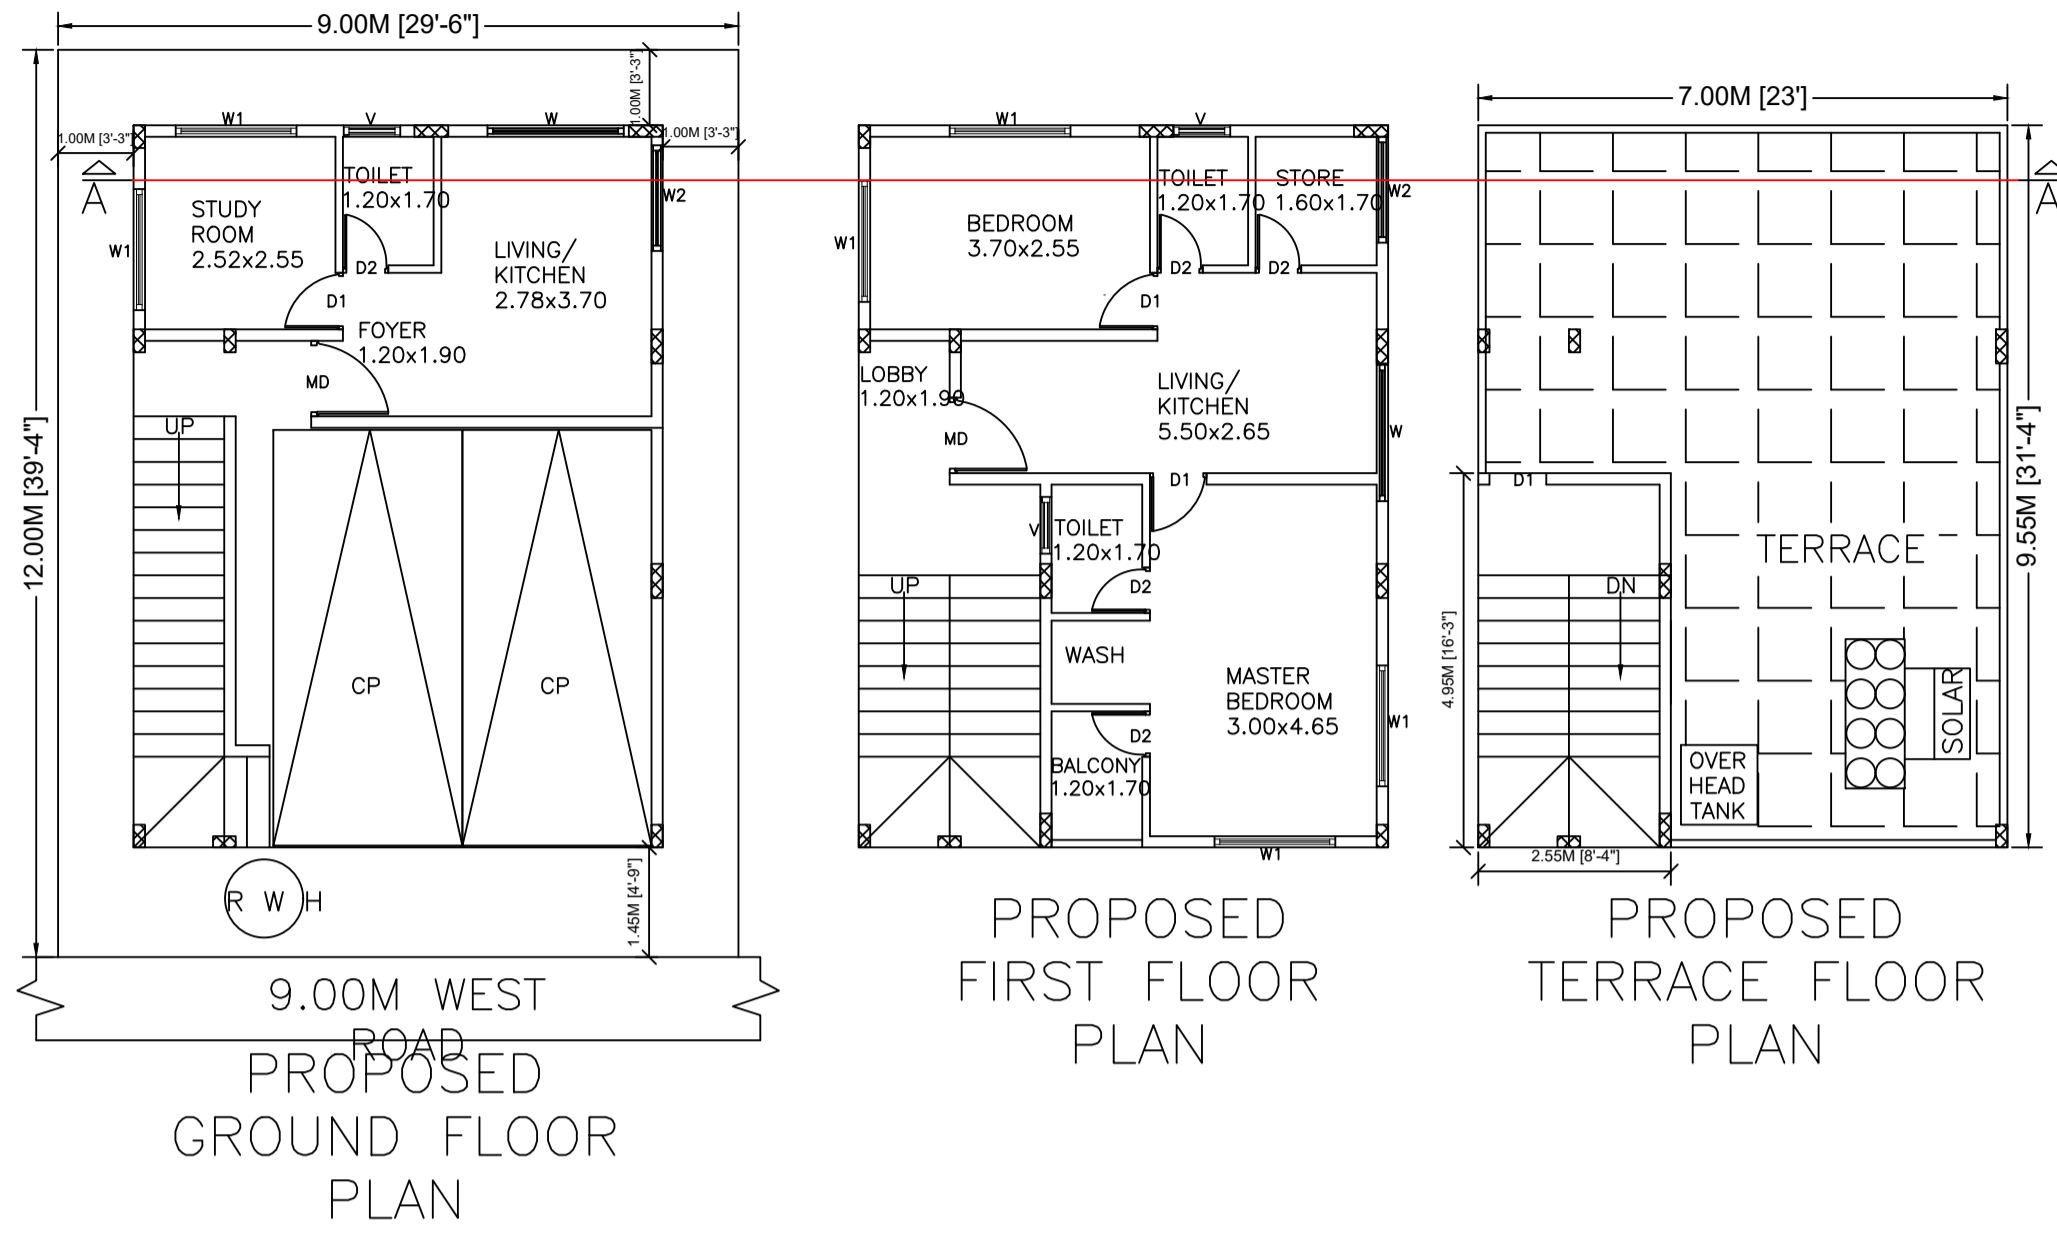 9.00M [29'-6"]
12.00M [39'-4"]
1.00M [3'-3"]
1.00M [3'-3"]
1.00M [3'-3"]
W1
V
W
A
STUDY
ROOM
2.52x2.55
TOILET
1.20x1.70
W2
W1
LIVING/
KITCHEN
2.78x3.70
D2
D1
FOYER
1.20x1.90
MD
UP
CP
CP
R W H
1.45M [4'-9"]
9.00M WEST
ROAD
PROPOSED
GROUND FLOOR
PLAN
W1
V
TOILET
1.20x1.70
STORE
1.60x1.70
W2
W1
BEDROOM
3.70x2.55
D2
D2
D1
LOBBY
1.20x1.90
LIVING/
KITCHEN
5.50x2.65
MD
W
D1
V
TOILET
1.20x1.70
UP
D2
WASH
MASTER
BEDROOM
3.00x4.65
W1
D2
BALCONY
1.20x1.70
W1
PROPOSED
FIRST FLOOR
PLAN
7.00M [23']
A
9.55M [31'-4"]
D1
TERRACE
DN
4.95M [16'-3"]
SOLAR
OVER
HEAD
TANK
2.55M [8'-4"]
PROPOSED
TERRACE FLOOR
PLAN